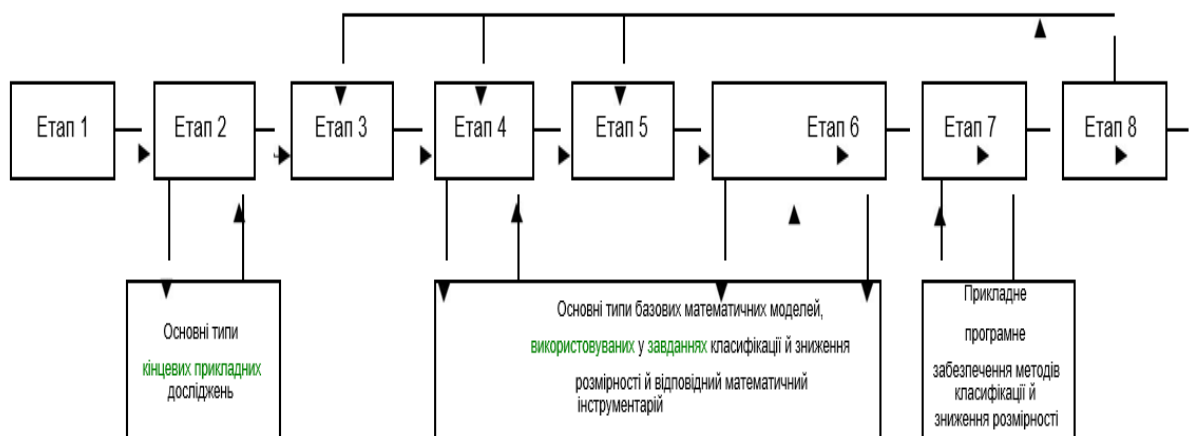 Етап 1
Етап 2
Етап 3
Етап 4
Етап 5
Етап 6
Етап 7
Етап 8
Основні типи
кінцевих прикладних
досліджень
Основні типи базових математичних моделей,
використовуваних у завданнях класифікації й зниження
розмірності й відповідний математичний
інструментарій
Прикладне
програмне
забезпечення методів
класифікації й
зниження розмірності